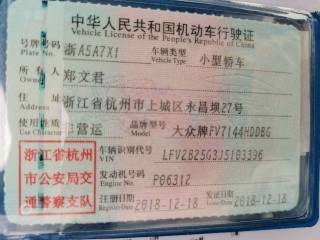 中华人民共和国机动车行驶证
Vehicle License of the People's Republic of China
号牌号码 浙A5A7X1 车辆类型 小型轿车
Plate No. Vehicle Type
所有人 郑文君
Owner
住址 浙江省杭州市上城区永昌坝27号
使用性质 非营运 品牌型号 大众牌FV7144HDDBG
Use Character
浙江省杭州
市公安局交
通警察支队
车辆识别代号 LFV2B25G3J5103396
VIN
发动机号码 P06312
Engine No.
注册日期 2018-12-18 发证日期 2018-12-18
Register Date Issue Date